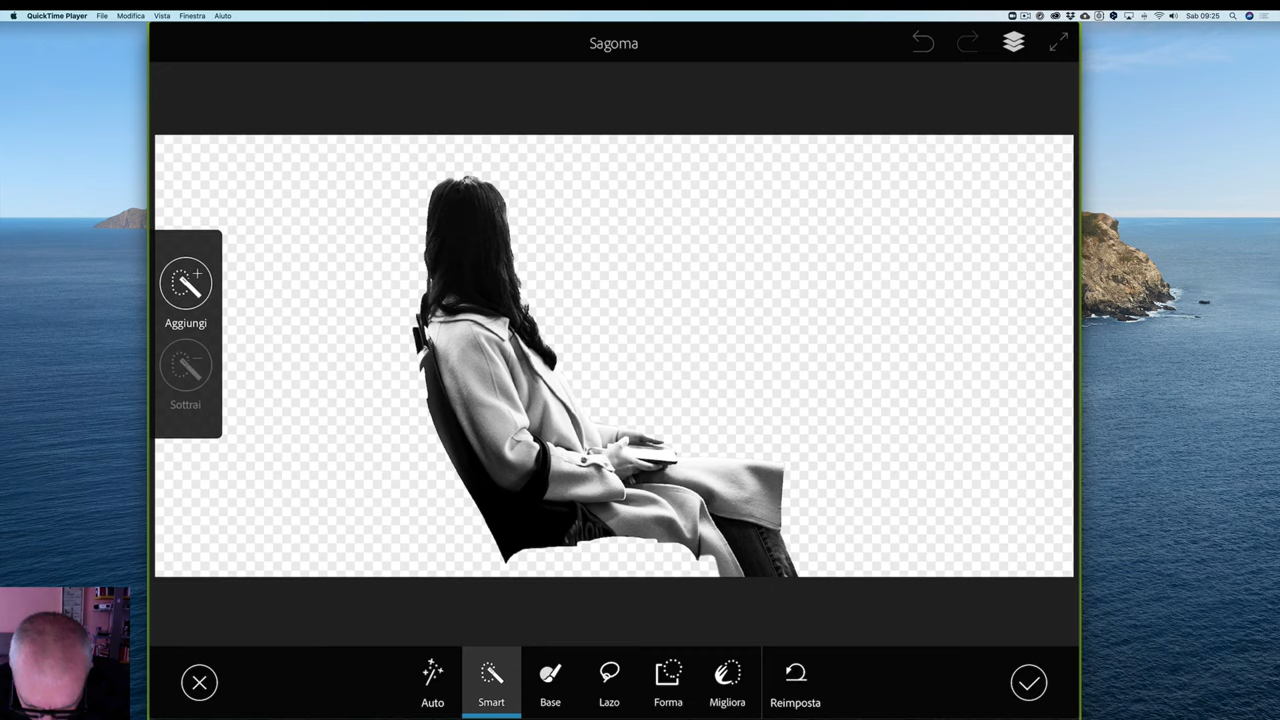 QuickTime Player File Modifica Vista Finestra Aiuto Sab 09:25
Sagoma
Aggiungi
Sottrai
Auto Smart Base Lazo Forma Migliora Reimposta